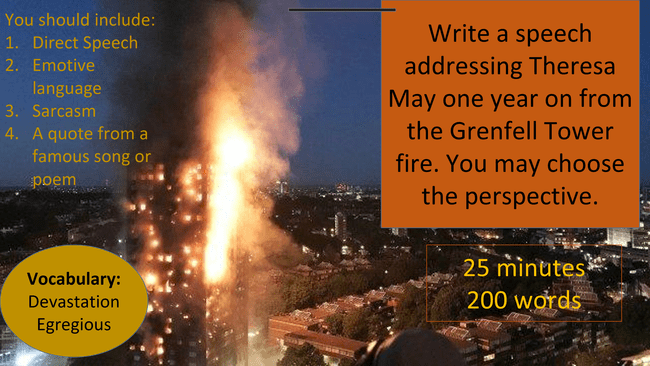 You should include:
1. Direct Speech
2. Emotive
language
3. Sarcasm
4. A quote from a
famous song or
poem
Write a speech
addressing Theresa
May one year on from
the Grenfell Tower
fire. You may choose
the perspective.
Vocabulary:
Devastation
Egregious
25 minutes
200 words